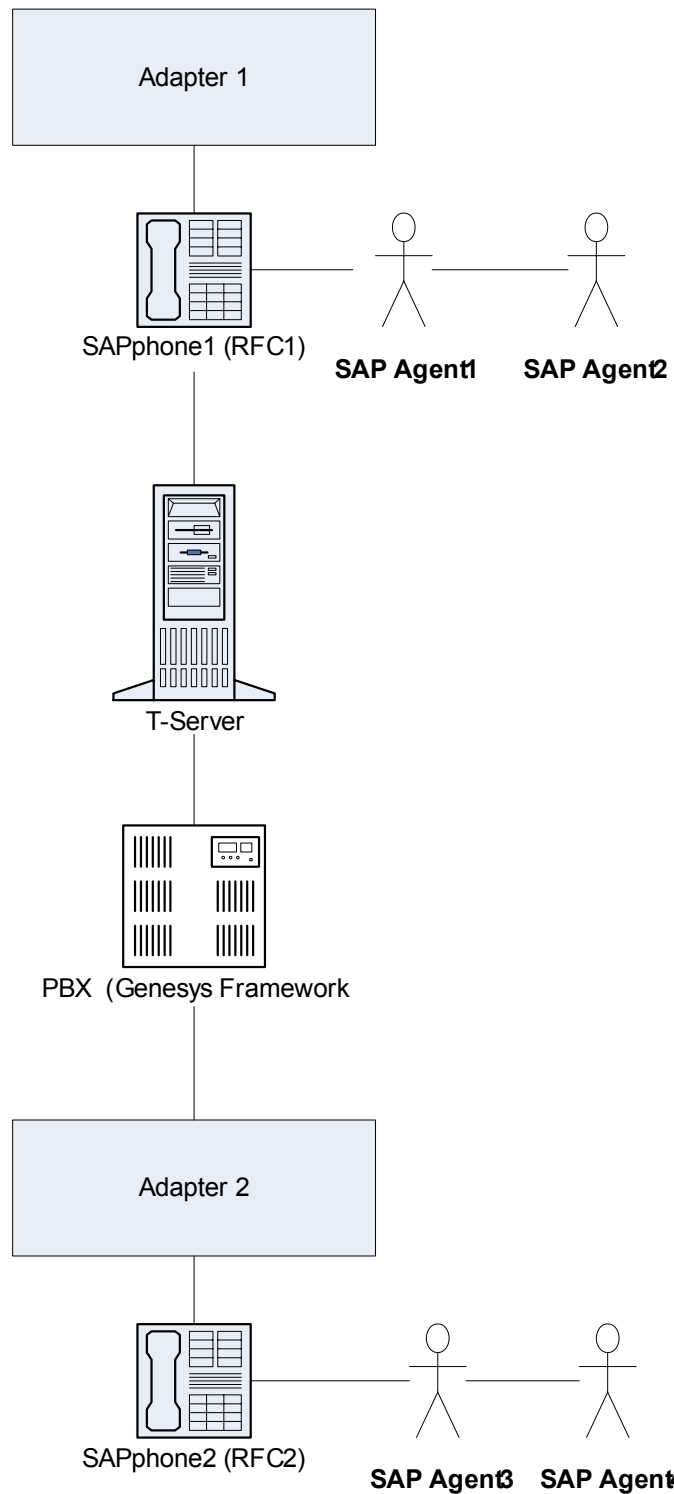 Adapter 1
SAPphone1 (RFC1)
SAP Agent1 SAP Agent2
T-Server
PBX (Genesys Framework
Adapter 2
SAPphone2 (RFC2)
SAP Agent3 SAP Agent